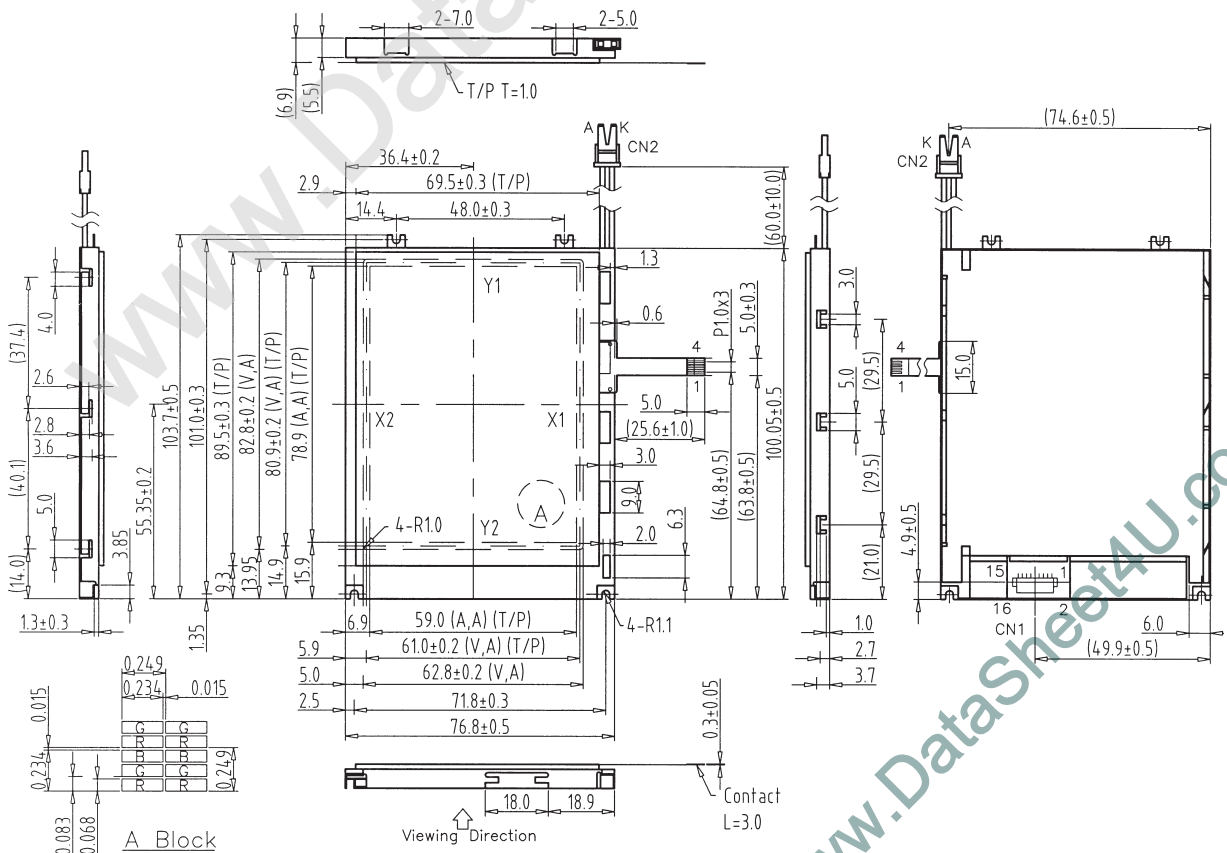 2-7.0
2-5.0
(6.9)
(5.5)
T/P T=1.0
A K
CN2
36.4±0.2
2.9
69.5±0.3 (T/P)
14.4
48.0±0.3
(60.0±10.0)
K A
CN2
(74.6±0.5)
1.3
0.6
P1.0x3
5.0±0.3
4
1
5.0
(25.6±1.0)
3.0
9.0
2.0
6.3
(64.8±0.5)
(63.8±0.5)
100.05±0.5
Y1
X2
X1
Y2
A
4-R1.0
4-R1.1
4.0
(37.4)
2.6
2.8
3.6
(40.1)
5.0
(14.0)
3.85
1.3±0.3
55.35±0.2
103.7±0.5
101.0±0.3
89.5±0.3 (T/P)
82.8±0.2 (V,A)
80.9±0.2 (V,A) (T/P)
78.9 (A,A) (T/P)
9.3
13.95
14.9
15.9
1.35
6.9
59.0 (A,A) (T/P)
5.9
61.0±0.2 (V,A) (T/P)
5.0
62.8±0.2 (V,A)
2.5
71.8±0.3
76.8±0.5
3.0
5.0
(29.5)
(29.5)
(21.0)
1.0
2.7
3.7
4
1
15.0
4.9±0.5
15
1
16
2
CN1
6.0
(49.9±0.5)
0.249
0.234
0.015
0.015
0.234
0.249
G G
R R
B B
G G
R R
0.083
0.068
A Block
18.0
18.9
Viewing Direction
0.3±0.05
Contact
L=3.0
www.Data
www.DataSheet4U.co